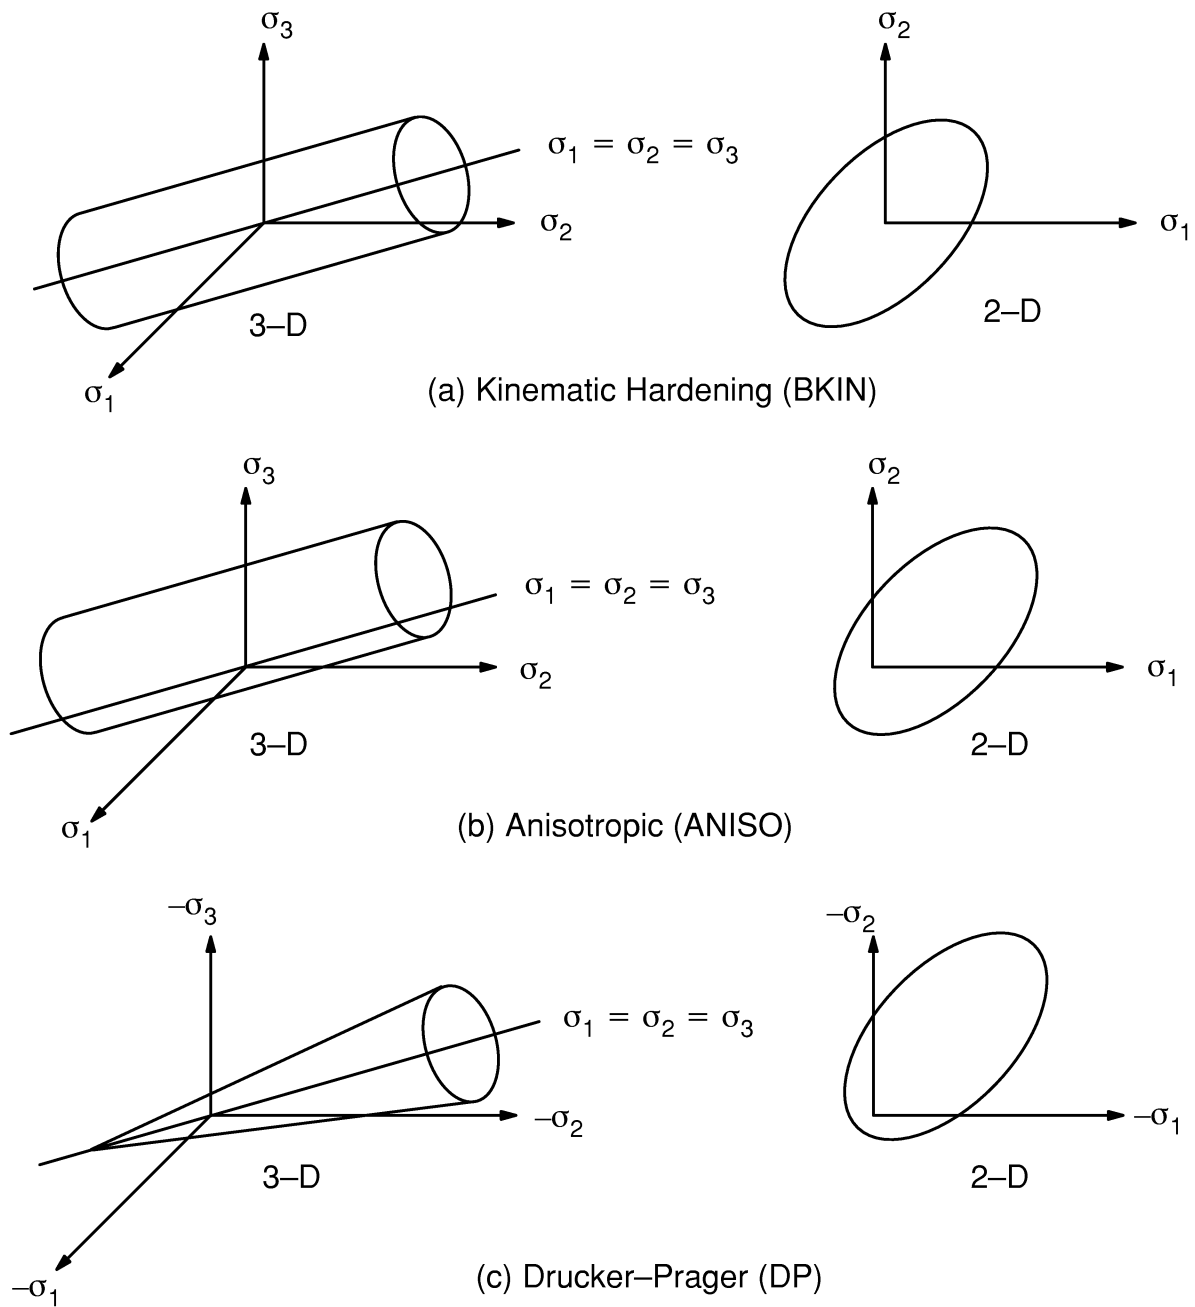 σ3
σ2
σ1 = σ2 = σ3
σ2
σ1
3–D
2–D
σ1
(a) Kinematic Hardening (BKIN)
σ3
σ2
σ1 = σ2 = σ3
σ2
σ1
3–D
2–D
σ1
(b) Anisotropic (ANISO)
–σ3
–σ2
σ1 = σ2 = σ3
–σ2
–σ1
3–D
2–D
–σ1
(c) Drucker–Prager (DP)